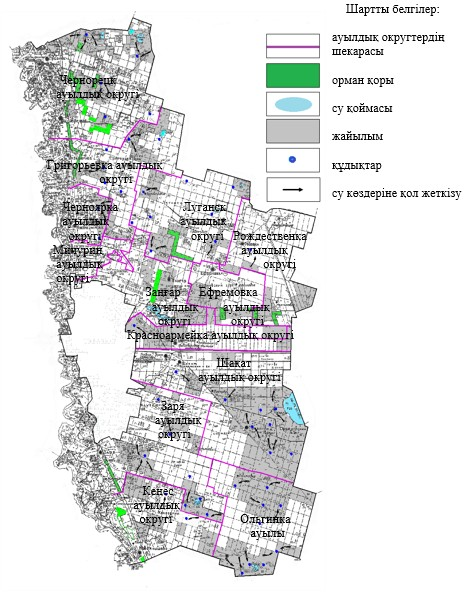 Шартты белгілер:
ауылдық округтердің
шекарасы
орман қоры
су қоймасы
жайылым
құдықтар
су көздеріне қол жеткізу
Чернорецк
ауылдық округі
Григорьевка ауылдық
округі
Черноярка
ауылдық
округі
Луганск
ауылдық
округі
Рождественка
ауылдық
округі
Мичурин
ауылдық
округі
Заңғар
ауылдық
округі
Ефремовка
ауылдық
округі
Красноармейка ауылдық округі
Шакат
ауылдық округі
Заря
ауылдық
округі
Кеңес
ауылдық
округі
Ольгинка
ауылы